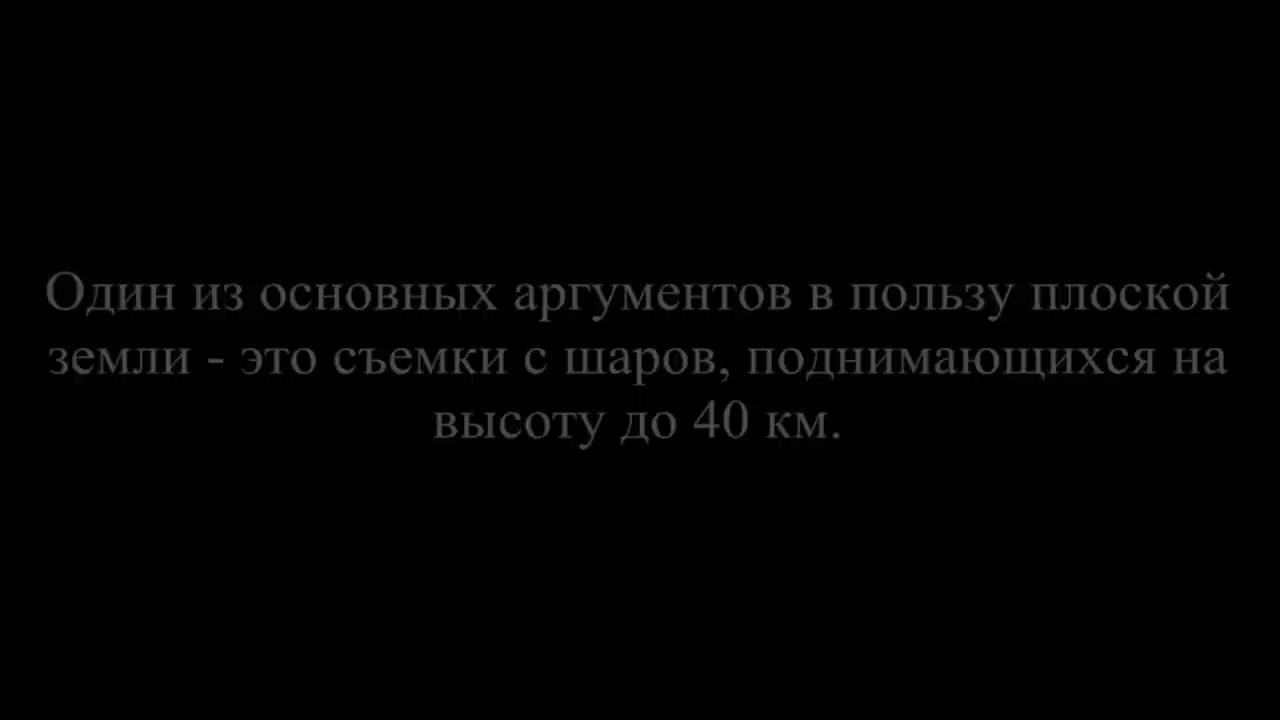 Один из основных аргументов в пользу плоской
земли - это съемки с шаров, поднимающихся на
высоту до 40 км.